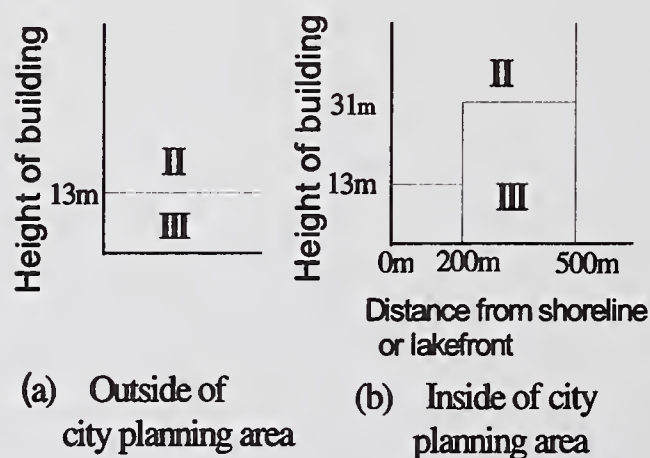 Height of building
II
13m
III
(a) Outside of
city planning area
Height of building
II
31m
13m
III
0m 200m 500m
Distance from shoreline
or lakefront
(b) Inside of city
planning area